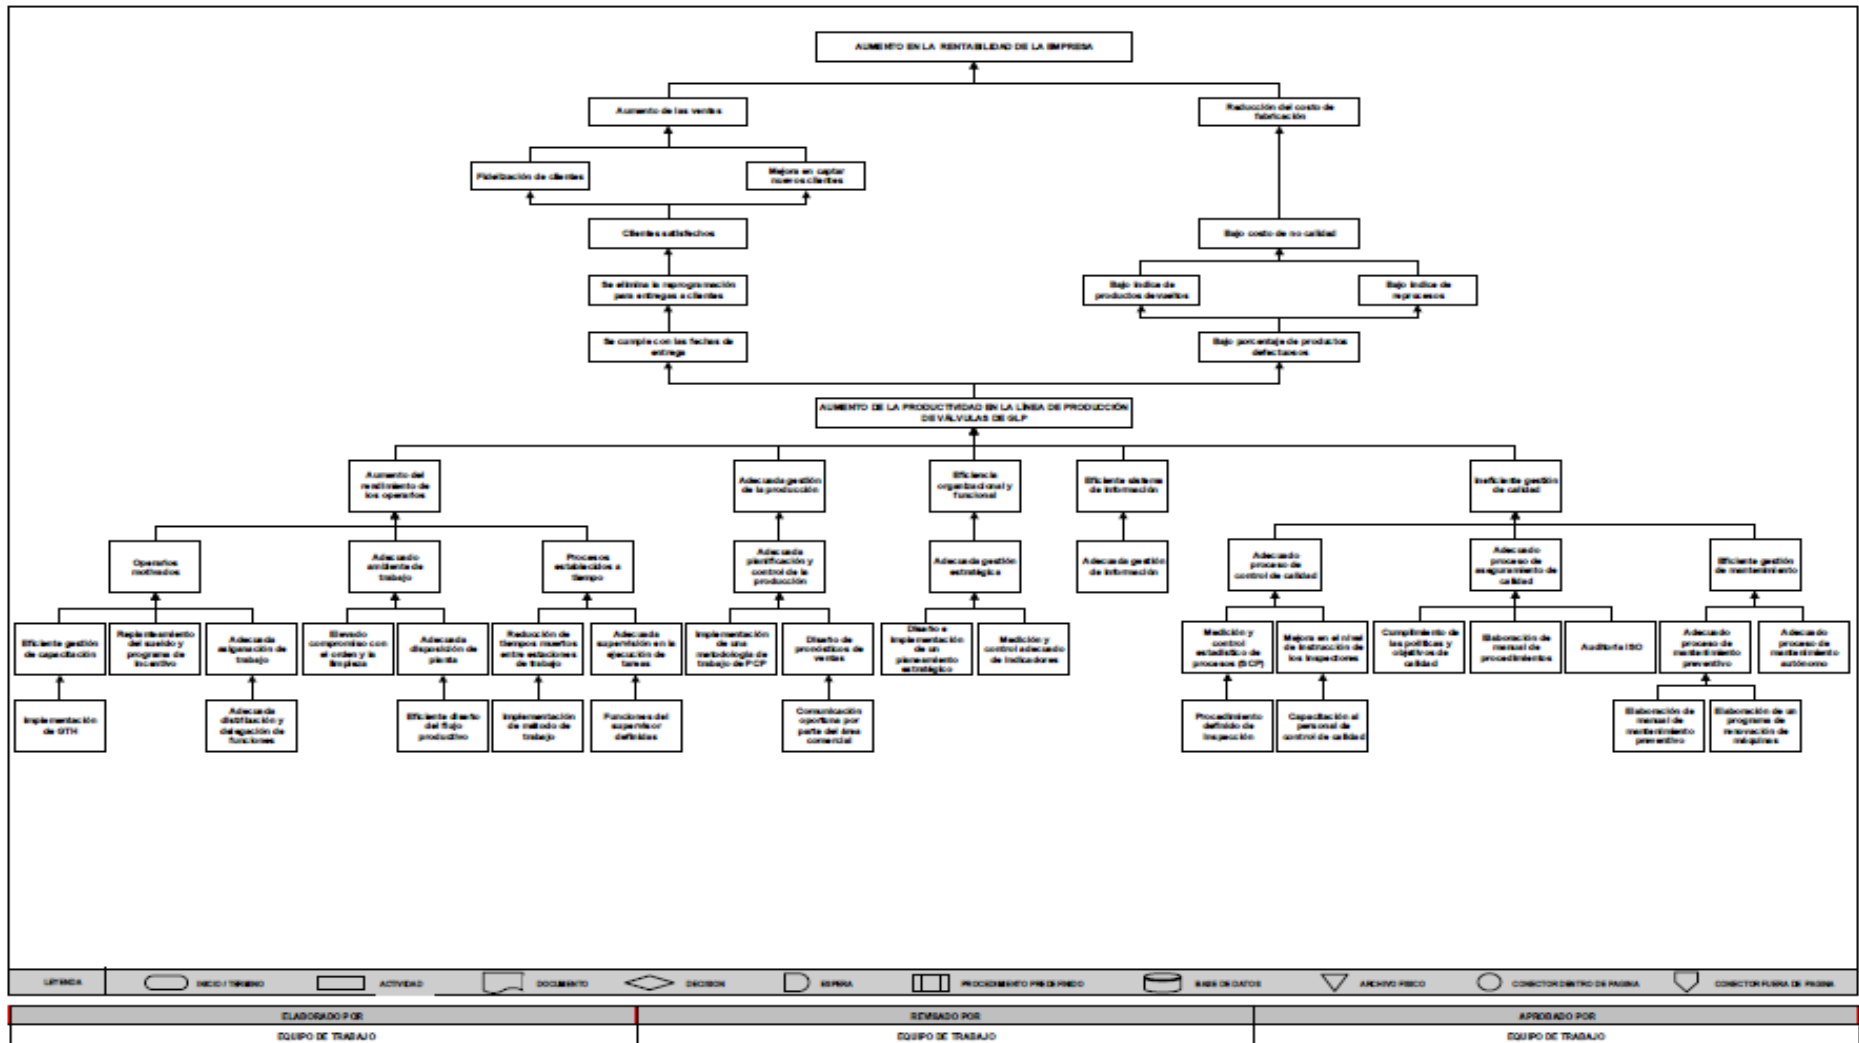 AUMENTO EN LA RENTABILIDAD DE LA EMPRESA
Aumento de las ventas
Reducción del costo de
fabricación
Fidelización de clientes
Mejora en captar
nuevos clientes
Clientes satisfechos
Bajo costo de no calidad
Se elimina la reprogramación
para entregas a clientes
Bajo índice de
productos devueltos
Bajo índice de
reprocesos
Se cumple con las fechas de
entrega
Bajo porcentaje de productos
defectuosos
AUMENTO DE LA PRODUCTIVIDAD EN LA LÍNEA DE PRODUCCIÓN
DE VÁLVULAS DE GLP
Aumento del
rendimiento de
los operarios
Adecuada gestión
de la producción
Eficiencia
organizacional y
funcional
Eficiente sistema
de información
Ineficiente gestión
de calidad
Operarios
motivados
Adecuado
ambiente de
trabajo
Procesos
establecidos a
tiempo
Adecuada
planificación y
control de la
producción
Adecuada gestión
estratégica
Adecuada gestión
de información
Adecuado
proceso de
control de calidad
Adecuado
proceso de
aseguramiento de
calidad
Eficiente gestión
de mantenimiento
Eficiente gestión
de capacitación
Replanteamiento
del sueldo y
programa de
incentivo
Adecuada
asignación de
trabajo
Elevado
compromiso con
el orden y la
limpieza
Adecuada
disposición de
planta
Reducción de
tiempos muertos
entre estaciones
de trabajo
Adecuada
supervisión en la
ejecución de
tareas
Implementación
de una
metodología de
trabajo de PCP
Diseño de
pronósticos de
ventas
Diseño e
implementación
de un
planeamiento
estratégico
Medición y
control adecuado
de indicadores
Medición y
control
estadístico de
procesos (SCP)
Mejora en el nivel
de instrucción de
los inspectores
Cumplimiento de
las políticas y
objetivos de
calidad
Elaboración de
manual de
procedimientos
Auditoría ISO
Adecuado
proceso de
mantenimiento
preventivo
Adecuado
proceso de
mantenimiento
autónomo
Implementación
de GTH
Adecuada
distribución y
delegación de
funciones
Eficiente diseño
del flujo
productivo
Implementación
de método de
trabajo
Funciones del
supervisor
definidas
Comunicación
oportuna por
parte del área
comercial
Procedimiento
definido de
inspección
Capacitación al
personal de
control de calidad
Elaboración de
manual de
mantenimiento
preventivo
Elaboración de un
programa de
renovación de
máquinas
LEYENDA
INICIO / TÉRMINO
ACTIVIDAD
DOCUMENTO
DECISION
ESPERA
PROCEDIMIENTO PREDEFINIDO
BASE DE DATOS
ARCHIVO FISICO
CONECTOR DENTRO DE PAGINA
CONECTOR FUERA DE PAGINA
ELABORADO POR
REVISADO POR
APROBADO POR
EQUIPO DE TRABAJO
EQUIPO DE TRABAJO
EQUIPO DE TRABAJO